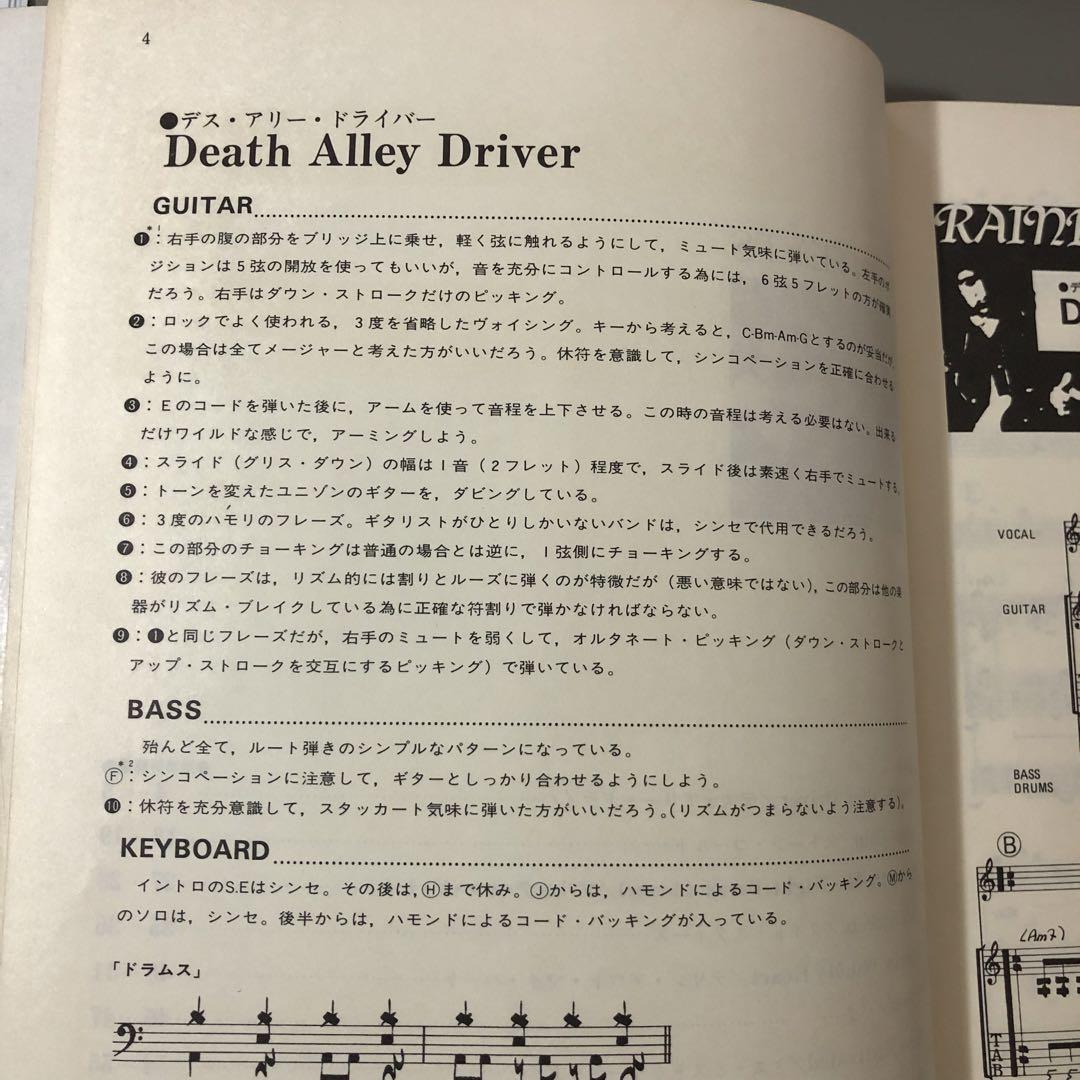 4
●デス・アリー・ドライバー
Death Alley Driver
GUITAR
*1
❶：右手の腹の部分をブリッジ上に乗せ，軽く弦に触れるようにして，ミュート気味に弾いている。左手のポ
ジションは5弦の開放を使ってもいいが，音を充分にコントロールする為には，6弦5フレットの方が確実
だろう。右手はダウン・ストロークだけのピッキング。
❷：ロックでよく使われる，3度を省略したヴォイシング。キーから考えると，C-Bm-Am-Gとするのが妥当だが，
この場合は全てメージャーと考えた方がいいだろう。休符を意識して，シンコペーションを正確に合わせる
ように。
❸：Eのコードを弾いた後に，アームを使って音程を上下させる。この時の音程は考える必要はない。出来る
だけワイルドな感じで，アーミングしよう。
❹：スライド（グリス・ダウン）の幅は1音（2フレット）程度で，スライド後は素速く右手でミュートする。
❺：トーンを変えたユニゾンのギターを，ダビングしている。
❻：3度のハモリのフレーズ。ギタリストがひとりしかいないバンドは，シンセで代用できるだろう。
❼：この部分のチョーキングは普通の場合とは逆に，1弦側にチョーキングする。
❽：彼のフレーズは，リズム的には割りとルーズに弾くのが特徴だが（悪い意味ではない），この部分は他の楽
器がリズム・ブレイクしている為に正確な符割りで弾かなければならない。
❾：❶と同じフレーズだが，右手のミュートを弱くして，オルタネート・ピッキング（ダウン・ストロークと
アップ・ストロークを交互にするピッキング）で弾いている。
BASS
殆んど全て，ルート弾きのシンプルなパターンになっている。
*2
Ⓕ：シンコペーションに注意して，ギターとしっかり合わせるようにしよう。
❿：休符を充分意識して，スタッカート気味に弾いた方がいいだろう。（リズムがつまらないよう注意する）。
KEYBOARD
イントロのS.Eはシンセ。その後は，Ⓗまで休み。Ⓙからは，ハモンドによるコード・バッキング。Ⓜから
のソロは，シンセ。後半からは，ハモンドによるコード・バッキングが入っている。
「ドラムス」
VOCAL
GUITAR
BASS
DRUMS
Ⓑ
(Am7)
TAB
5 5